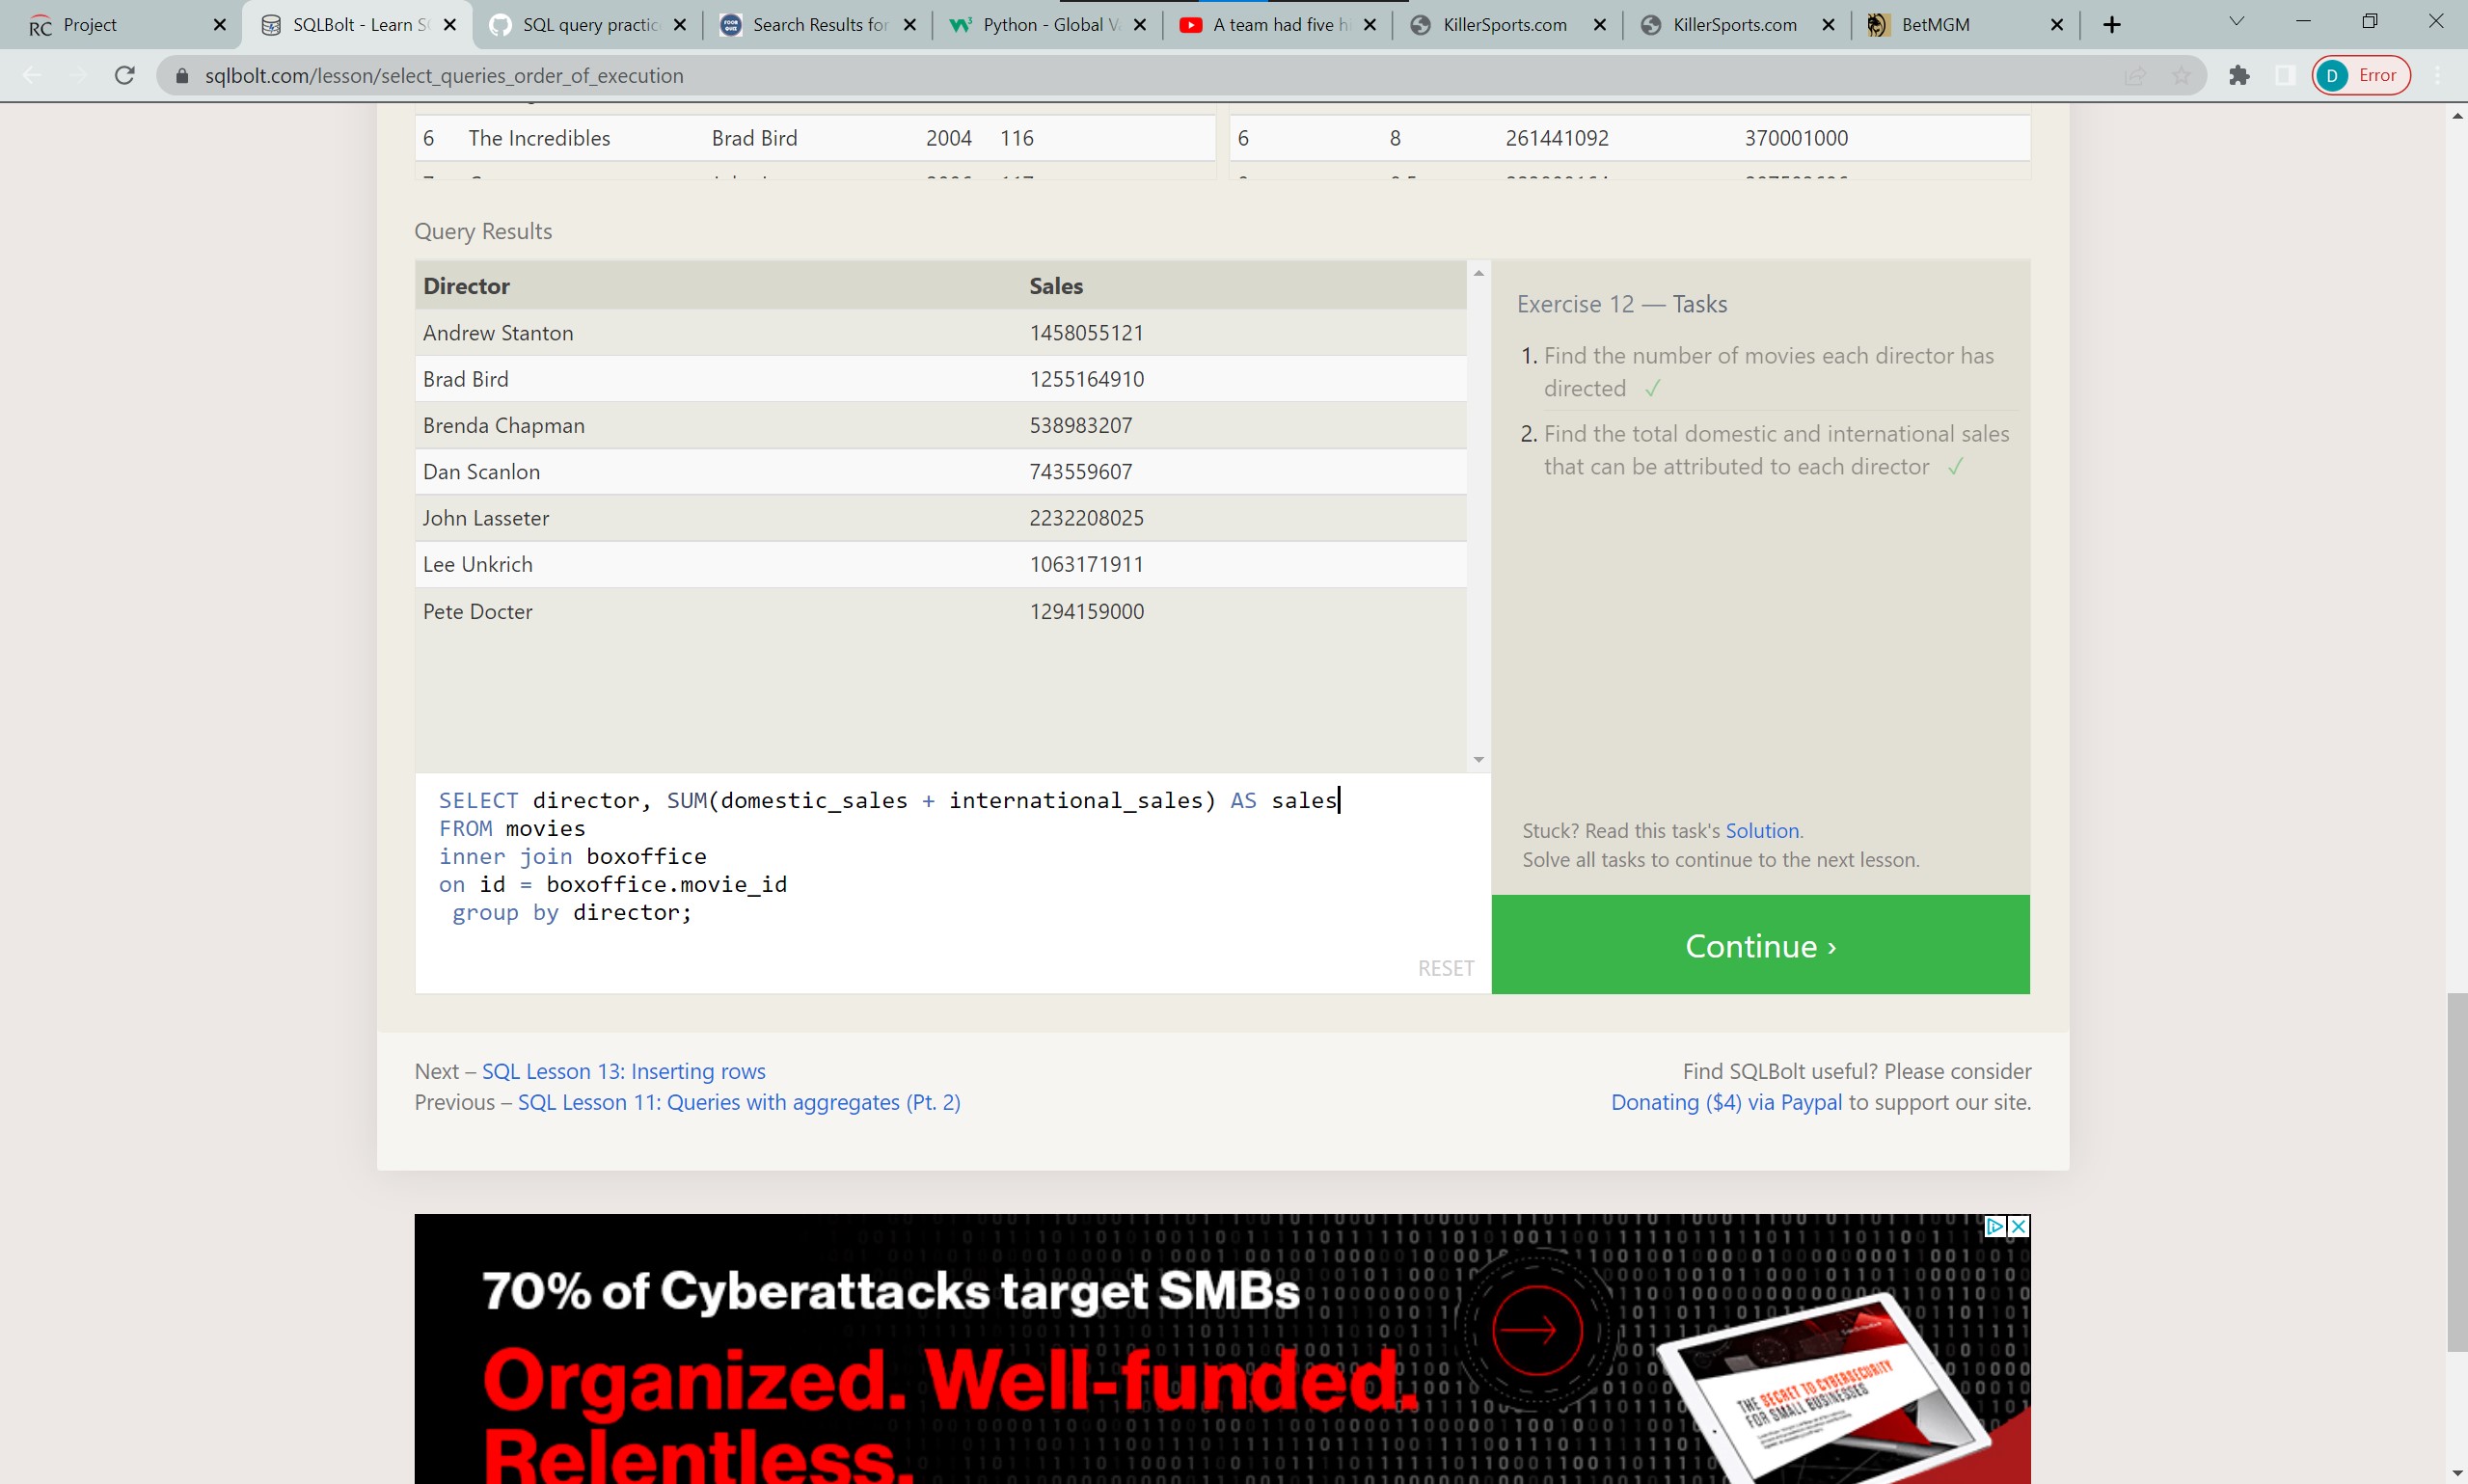 Project
SQLBolt - Learn S
SQL query practic
Search Results for
Python - Global V
A team had five hi
KillerSports.com
KillerSports.com
BetMGM
sqlbolt.com/lesson/select_queries_order_of_execution
D Error
6 The Incredibles Brad Bird 2004 116
6 8 261441092 370001000
Query Results
Director Sales
Andrew Stanton 1458055121
Brad Bird 1255164910
Brenda Chapman 538983207
Dan Scanlon 743559607
John Lasseter 2232208025
Lee Unkrich 1063171911
Pete Docter 1294159000
Exercise 12 — Tasks
1. Find the number of movies each director has
directed ✓
2. Find the total domestic and international sales
that can be attributed to each director ✓
SELECT director, SUM(domestic_sales + international_sales) AS sales
FROM movies
inner join boxoffice
on id = boxoffice.movie_id
group by director;
RESET
Stuck? Read this task's Solution.
Solve all tasks to continue to the next lesson.
Continue ›
Next – SQL Lesson 13: Inserting rows
Previous – SQL Lesson 11: Queries with aggregates (Pt. 2)
Find SQLBolt useful? Please consider
Donating ($4) via Paypal to support our site.
70% of Cyberattacks target SMBs
Organized. Well-funded.
Relentless.
THE SECRET TO CYBERSECURITY
FOR SMALL BUSINESSES